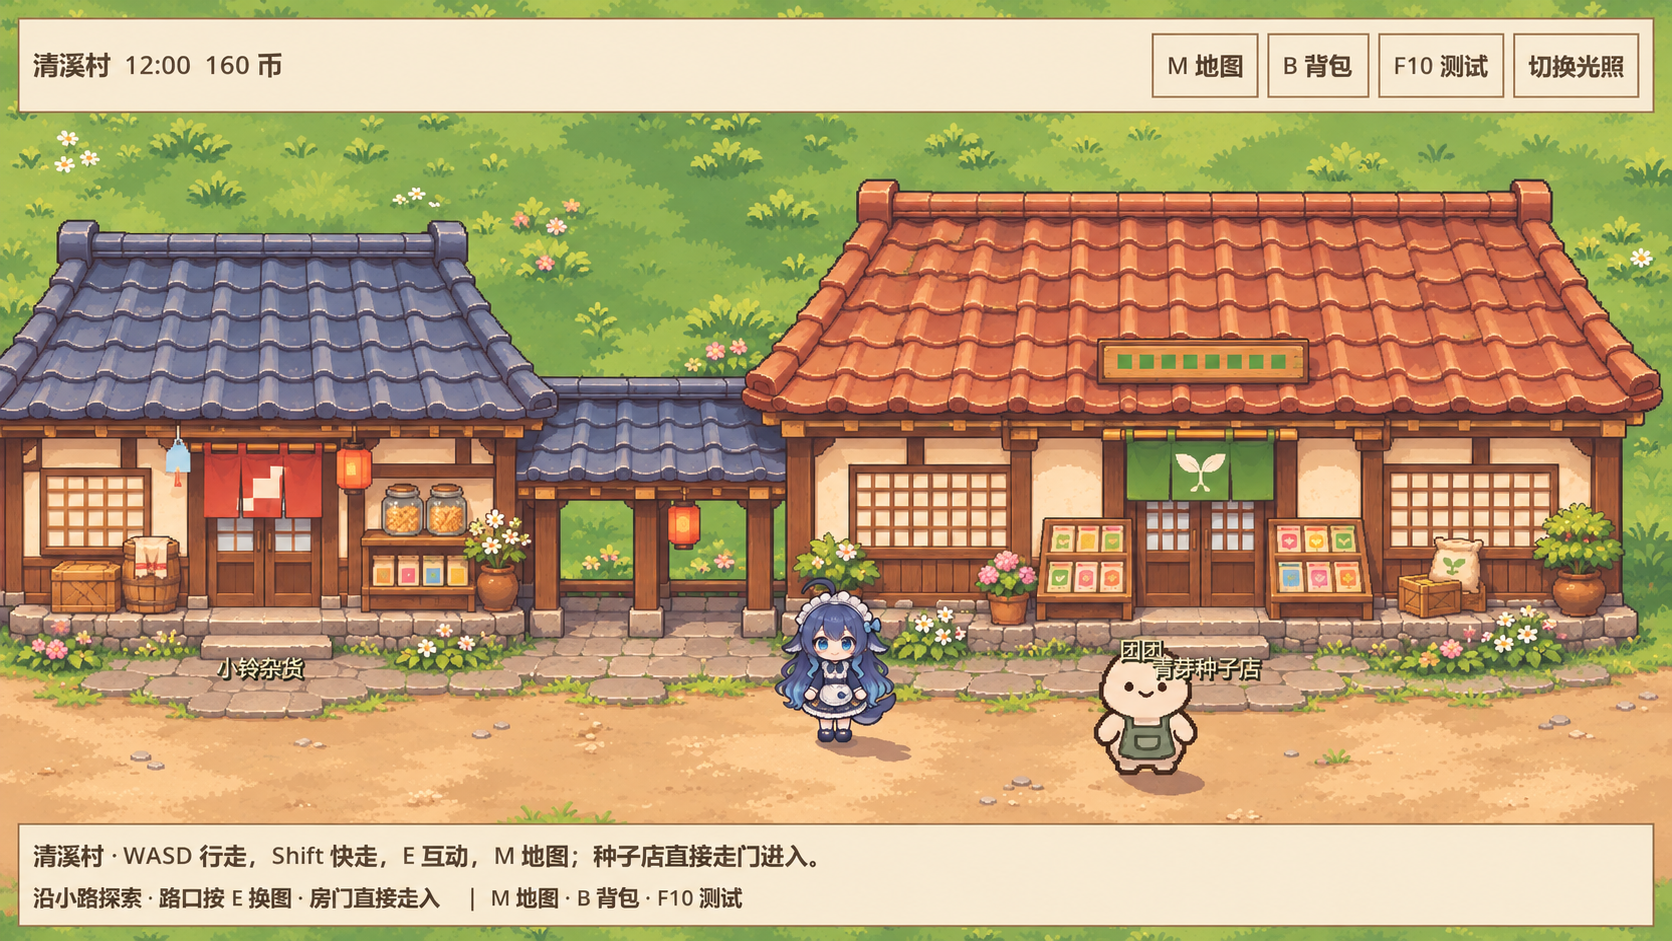 清溪村 12:00 160 币
M 地图
B 背包
F10 测试
切换光照
小铃杂货
团团
青芽种子店
清溪村 · WASD 行走，Shift 快走，E 互动，M 地图；种子店直接走门进入。
沿小路探索 · 路口按 E 换图 · 房门直接走入 | M 地图 · B 背包 · F10 测试